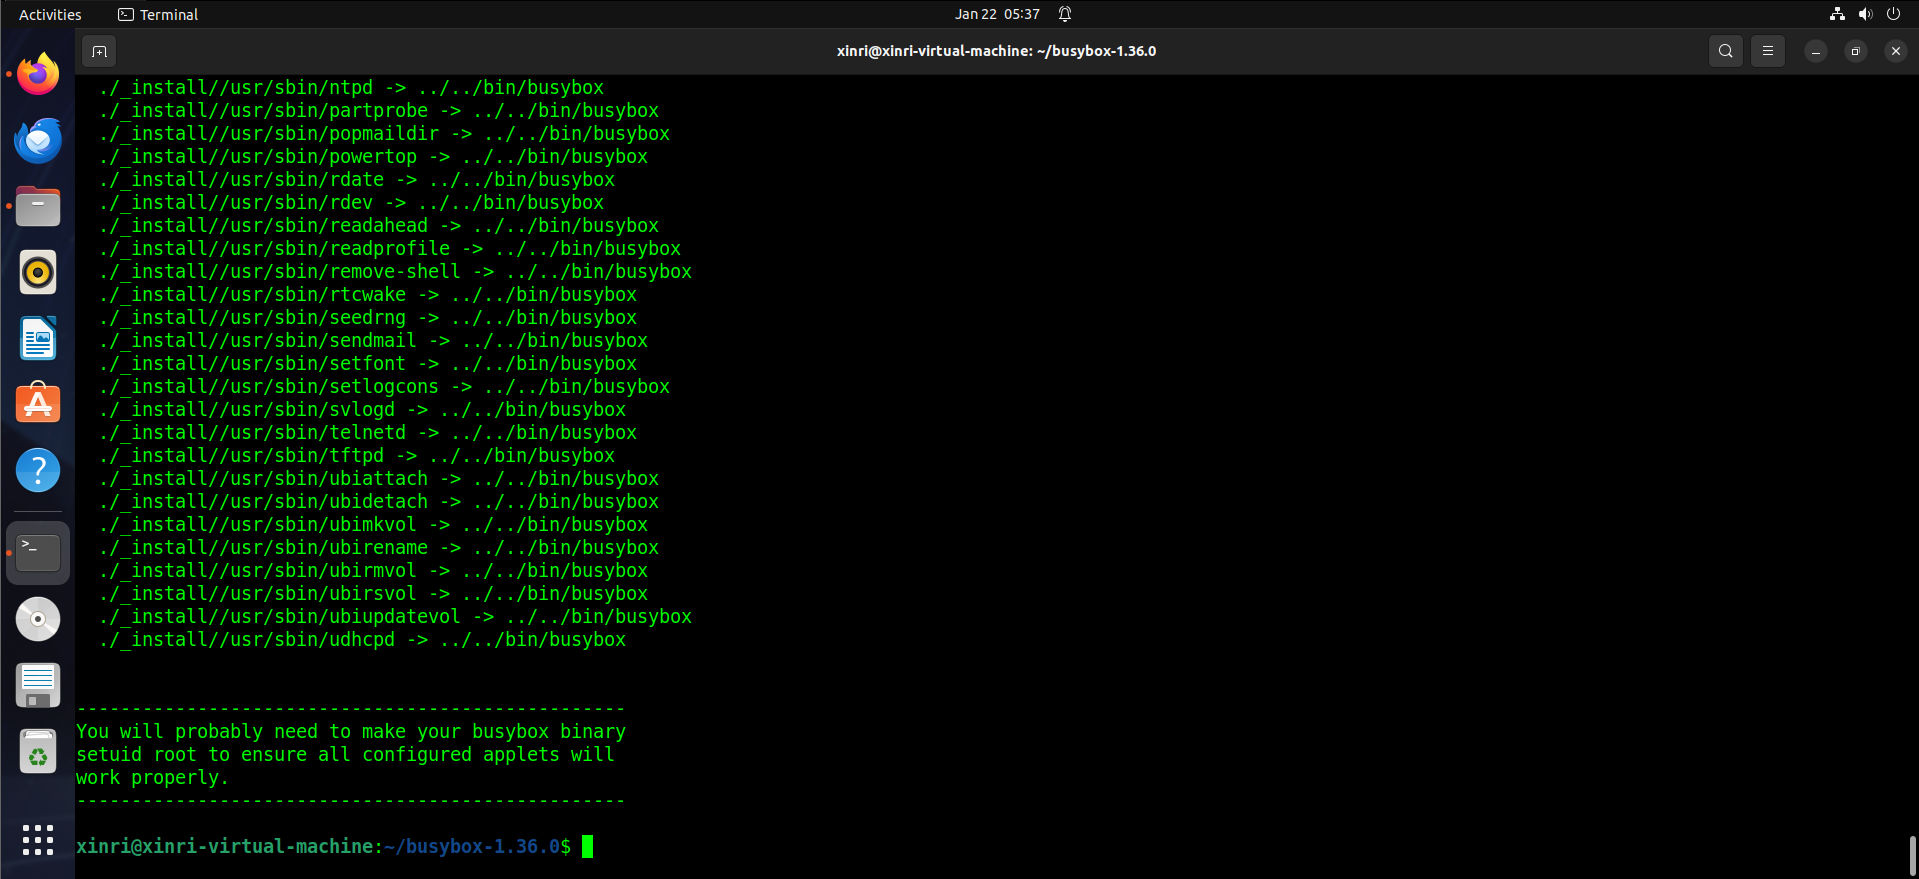 Activities
Terminal
Jan 22 05:37
xinri@xinri-virtual-machine: ~/busybox-1.36.0
./_install//usr/sbin/ntpd -> ../../bin/busybox
./_install//usr/sbin/partprobe -> ../../bin/busybox
./_install//usr/sbin/popmaildir -> ../../bin/busybox
./_install//usr/sbin/powertop -> ../../bin/busybox
./_install//usr/sbin/rdate -> ../../bin/busybox
./_install//usr/sbin/rdev -> ../../bin/busybox
./_install//usr/sbin/readahead -> ../../bin/busybox
./_install//usr/sbin/readprofile -> ../../bin/busybox
./_install//usr/sbin/remove-shell -> ../../bin/busybox
./_install//usr/sbin/rtcwake -> ../../bin/busybox
./_install//usr/sbin/seedrng -> ../../bin/busybox
./_install//usr/sbin/sendmail -> ../../bin/busybox
./_install//usr/sbin/setfont -> ../../bin/busybox
./_install//usr/sbin/setlogcons -> ../../bin/busybox
./_install//usr/sbin/svlogd -> ../../bin/busybox
./_install//usr/sbin/telnetd -> ../../bin/busybox
./_install//usr/sbin/tftpd -> ../../bin/busybox
./_install//usr/sbin/ubiattach -> ../../bin/busybox
./_install//usr/sbin/ubidetach -> ../../bin/busybox
./_install//usr/sbin/ubimkvol -> ../../bin/busybox
./_install//usr/sbin/ubirename -> ../../bin/busybox
./_install//usr/sbin/ubirmvol -> ../../bin/busybox
./_install//usr/sbin/ubirsvol -> ../../bin/busybox
./_install//usr/sbin/ubiupdatevol -> ../../bin/busybox
./_install//usr/sbin/udhcpd -> ../../bin/busybox
--------------------------------------------------
You will probably need to make your busybox binary
setuid root to ensure all configured applets will
work properly.
--------------------------------------------------
xinri@xinri-virtual-machine:~/busybox-1.36.0$